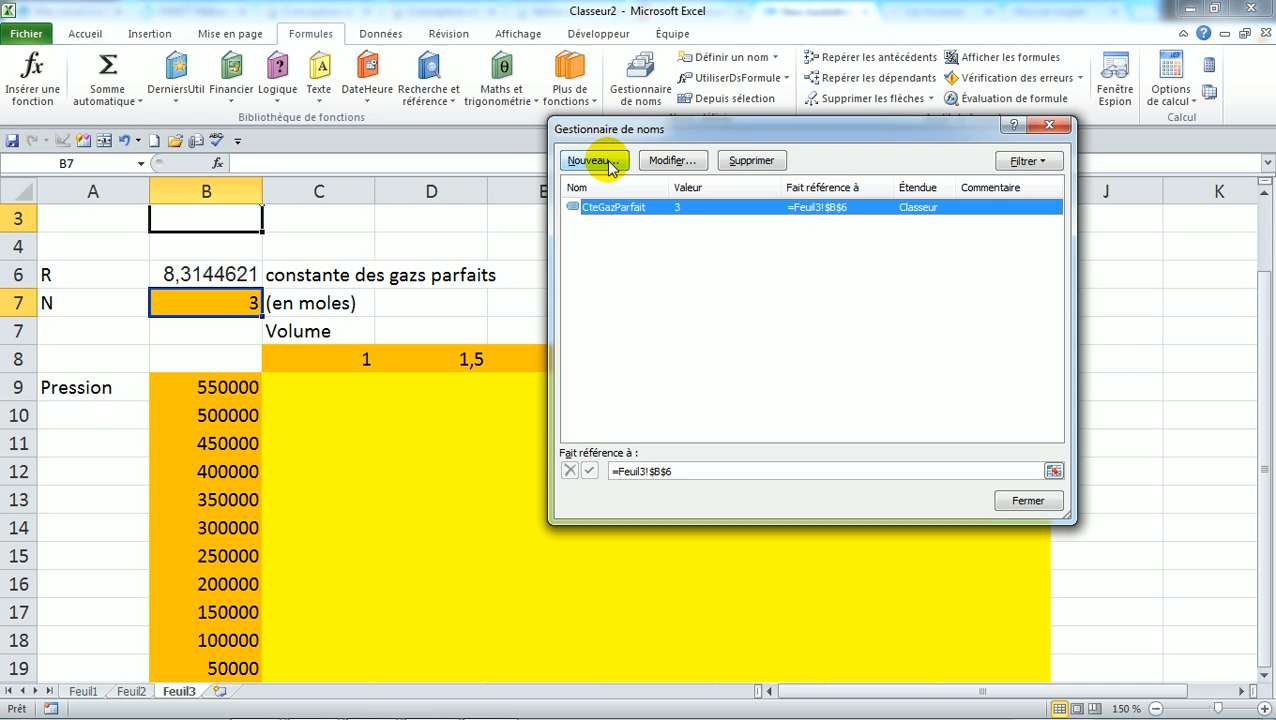 Classeur2 - Microsoft Excel
Fichier Accueil Insertion Mise en page Formules Données Révision Affichage Développeur Équipe
Insérer une fonction
Somme automatique
DerniersUtil
Financier
Logique
Texte
DateHeure
Recherche et référence
Maths et trigonométrie
Plus de fonctions
Gestionnaire de noms
Définir un nom
UtiliserDsFormule
Depuis sélection
Repérer les antécédents
Repérer les dépendants
Supprimer les flèches
Afficher les formules
Vérification des erreurs
Évaluation de formule
Fenêtre Espion
Options de calcul
Bibliothèque de fonctions
Calcul
B7
fx
A B C D E J K
3
4
6 R 8,3144621 constante des gazs parfaits
7 N 3 (en moles)
7 Volume
8 1 1,5
9 Pression 550000
10 500000
11 450000
12 400000
13 350000
14 300000
15 250000
16 200000
17 150000
18 100000
19 50000
Gestionnaire de noms
Nouveau... Modifier... Supprimer Filtrer
Nom Valeur Fait référence à Étendue Commentaire
CteGazParfait 3 =Feuil3!$B$6 Classeur
Fait référence à :
=Feuil3!$B$6
Fermer
Feuil1 Feuil2 Feuil3
Prêt 150 %